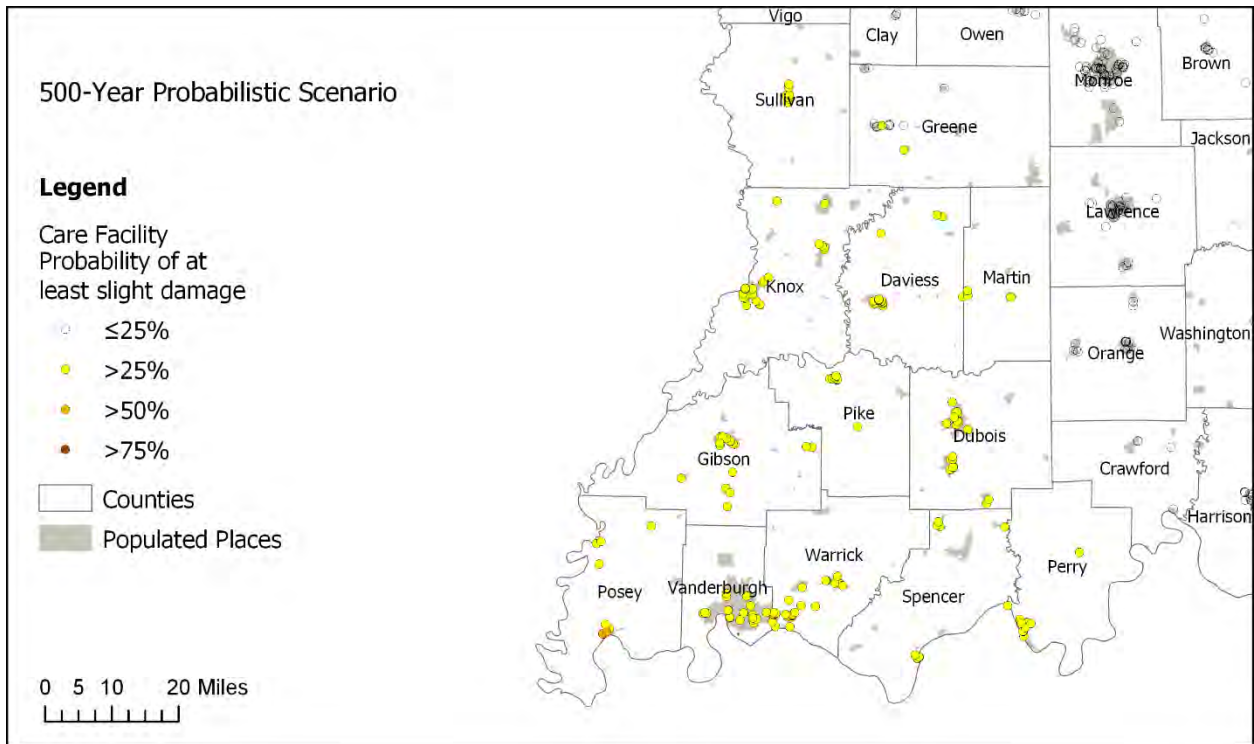 500-Year Probabilistic Scenario
Legend
Care Facility
Probability of at
least slight damage
≤25%
>25%
>50%
>75%
Counties
Populated Places
0 5 10 20 Miles
Vigo
Clay
Owen
Monroe
Brown
Sullivan
Greene
Jackson
Lawrence
Knox
Daviess
Martin
Washington
Orange
Pike
Dubois
Gibson
Crawford
Harrison
Posey
Vanderburgh
Warrick
Spencer
Perry